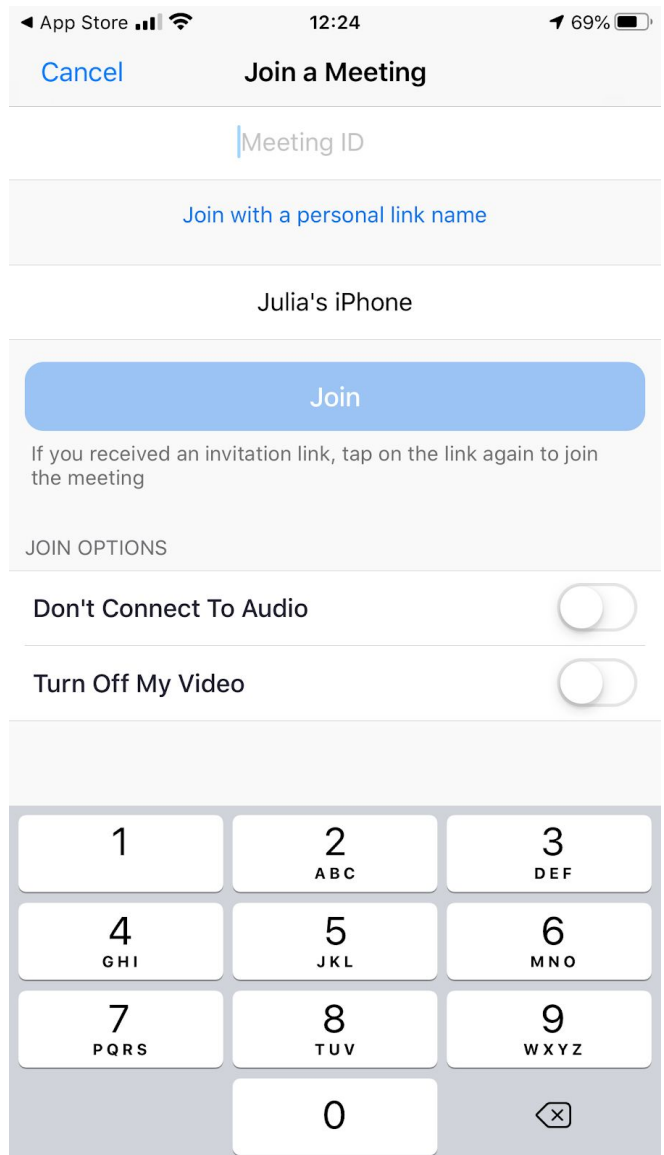 App Store 12:24 69%
Cancel Join a Meeting
Meeting ID
Join with a personal link name
Julia's iPhone
Join
If you received an invitation link, tap on the link again to join
the meeting
JOIN OPTIONS
Don't Connect To Audio
Turn Off My Video
1 2 3
ABC DEF
4 5 6
GHI JKL MNO
7 8 9
PQRS TUV WXYZ
0